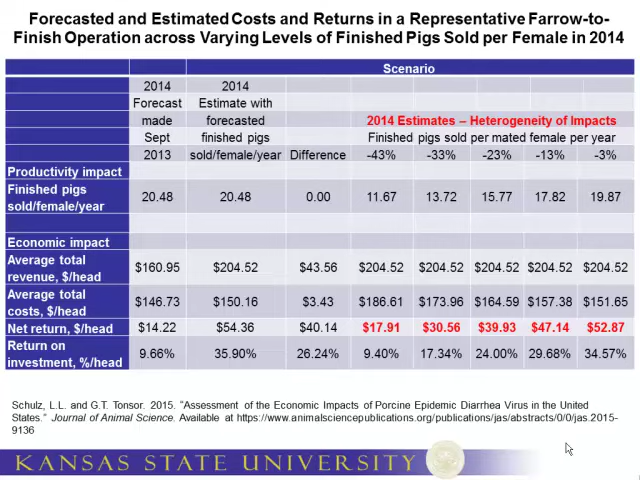 Forecasted and Estimated Costs and Returns in a Representative Farrow-to-
Finish Operation across Varying Levels of Finished Pigs Sold per Female in 2014
Scenario
2014 Forecast made Sept 2013
2014 Estimate with forecasted finished pigs sold/female/year
Difference
2014 Estimates – Heterogeneity of Impacts
Finished pigs sold per mated female per year
-43% -33% -23% -13% -3%
Productivity impact
Finished pigs sold/female/year 20.48 20.48 0.00 11.67 13.72 15.77 17.82 19.87
Economic impact
Average total revenue, $/head $160.95 $204.52 $43.56 $204.52 $204.52 $204.52 $204.52 $204.52
Average total costs, $/head $146.73 $150.16 $3.43 $186.61 $173.96 $164.59 $157.38 $151.65
Net return, $/head $14.22 $54.36 $40.14 $17.91 $30.56 $39.93 $47.14 $52.87
Return on investment, %/head 9.66% 35.90% 26.24% 9.40% 17.34% 24.00% 29.68% 34.57%
Schulz, L.L. and G.T. Tonsor. 2015. "Assessment of the Economic Impacts of Porcine Epidemic Diarrhea Virus in the United
States." Journal of Animal Science. Available at https://www.animalsciencepublications.org/publications/jas/abstracts/0/0/jas.2015-
9136
KANSAS STATE UNIVERSITY